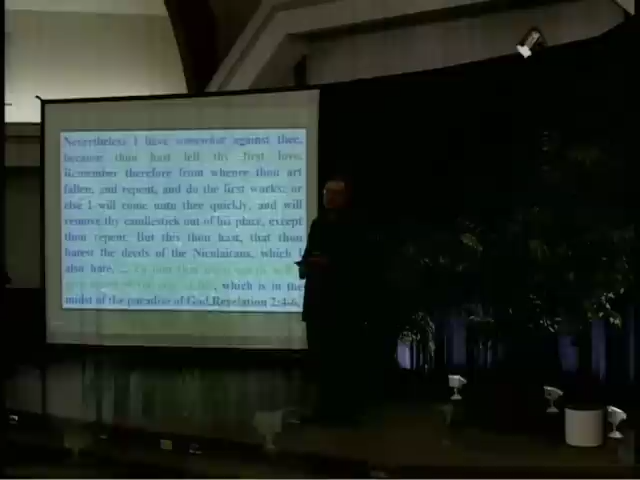 Nevertheless I have somewhat against thee,
because thou hast left thy first love.
Remember therefore from whence thou art
fallen, and repent, and do the first works; or
else I will come unto thee quickly, and will
remove thy candlestick out of his place, except
thou repent. But this thou hast, that thou
hatest the deeds of the Nicolaitans, which I
also hate. ... To him that
, which is in the
midst of the paradise of God.Revelation 2:4-6,